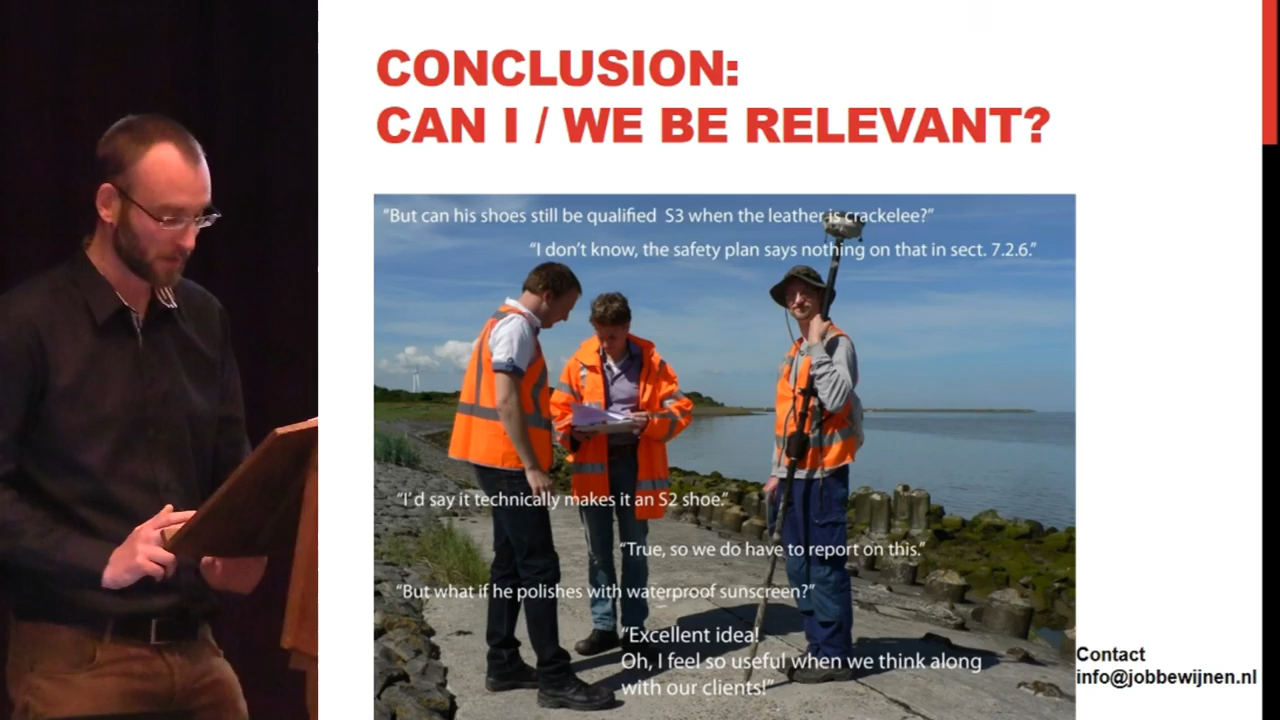 CONCLUSION:
CAN I / WE BE RELEVANT?
“But can his shoes still be qualified S3 when the leather is crackelee?”
“I don’t know, the safety plan says nothing on that in sect. 7.2.6.”
“I’d say it technically makes it an S2 shoe.”
“True, so we do have to report on this.”
“But what if he polishes with waterproof sunscreen?”
“Excellent idea!
Oh, I feel so useful when we think along
with our clients!”
Contact
info@jobbewijnen.nl